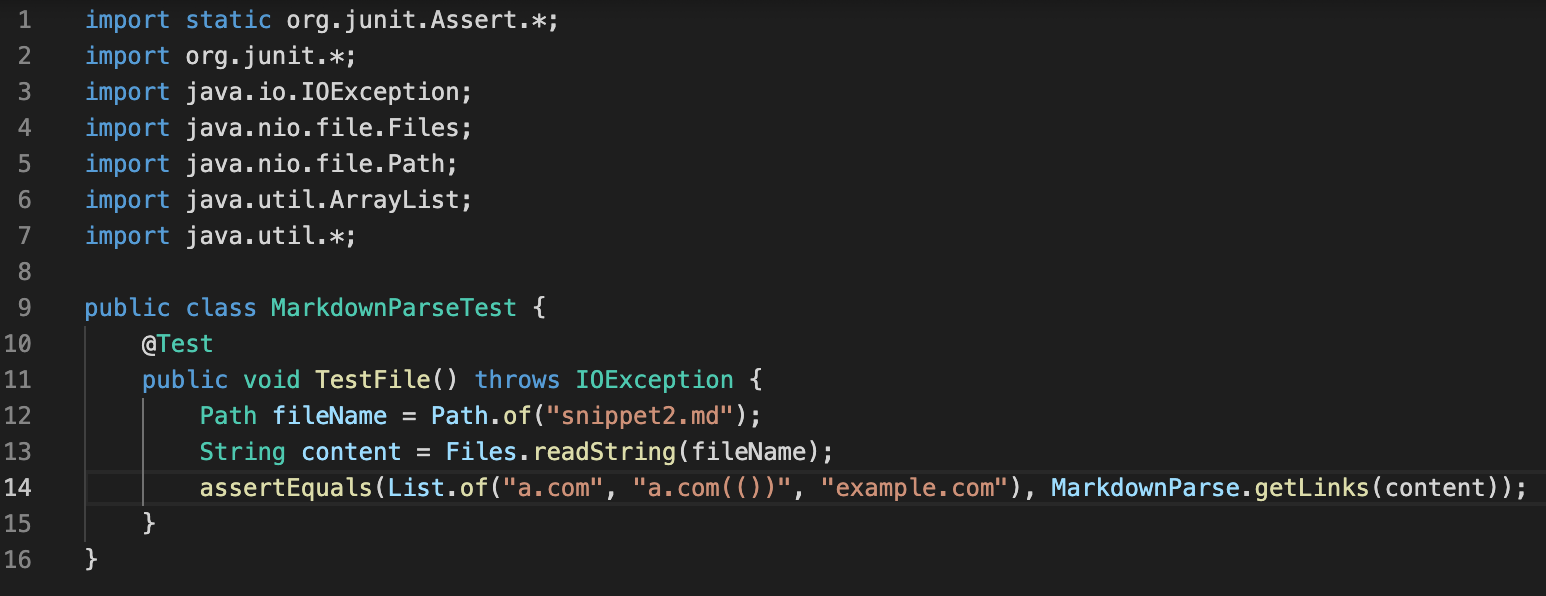 1 import static org.junit.Assert.*;
2 import org.junit.*;
3 import java.io.IOException;
4 import java.nio.file.Files;
5 import java.nio.file.Path;
6 import java.util.ArrayList;
7 import java.util.*;
8
9 public class MarkdownParseTest {
10 @Test
11 public void TestFile() throws IOException {
12 Path fileName = Path.of("snippet2.md");
13 String content = Files.readString(fileName);
14 assertEquals(List.of("a.com", "a.com(())", "example.com"), MarkdownParse.getLinks(content));
15 }
16 }